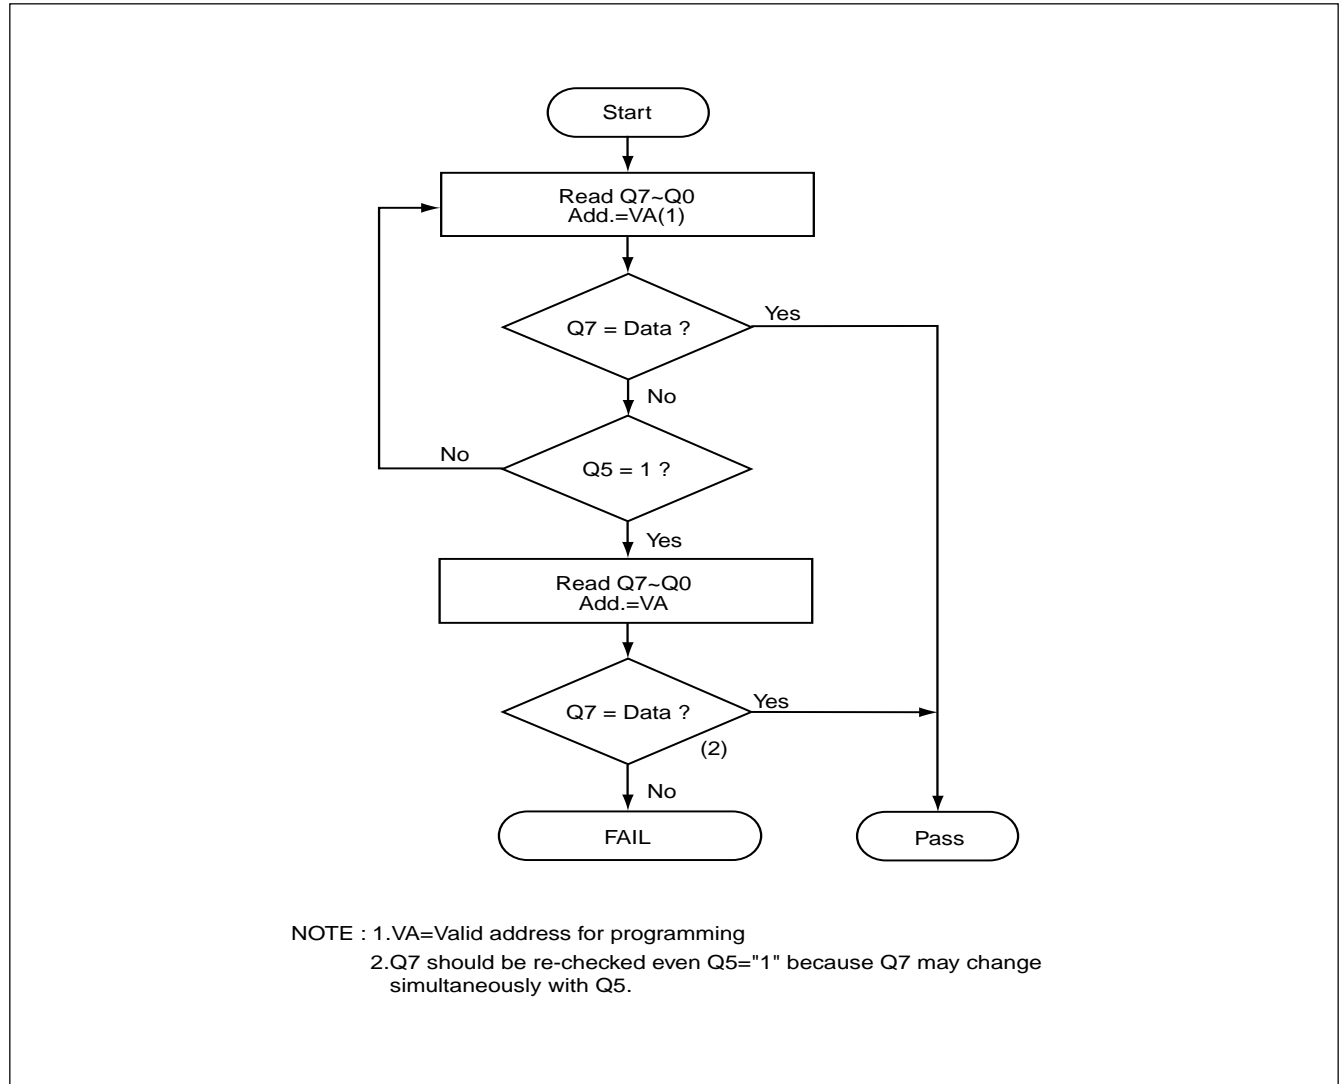 Start
Read Q7~Q0
Add.=VA(1)
Q7 = Data ?
Yes
No
No
Q5 = 1 ?
Yes
Read Q7~Q0
Add.=VA
Q7 = Data ?
Yes
(2)
No
FAIL
Pass
NOTE : 1.VA=Valid address for programming
2.Q7 should be re-checked even Q5="1" because Q7 may change
simultaneously with Q5.